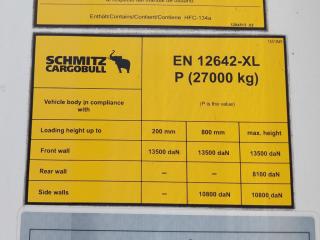 Enthält/Contains/Contient/Contiene HFC-134a
SCHMITZ
CARGOBULL
EN 12642-XL
P (27000 kg)
Vehicle body in compliance
with
(P is the value)
Loading height up to 200 mm 800 mm max. height
Front wall 13500 daN 13500 daN 13500 daN
Rear wall – – 8100 daN
Side walls – 10800 daN 10800 daN